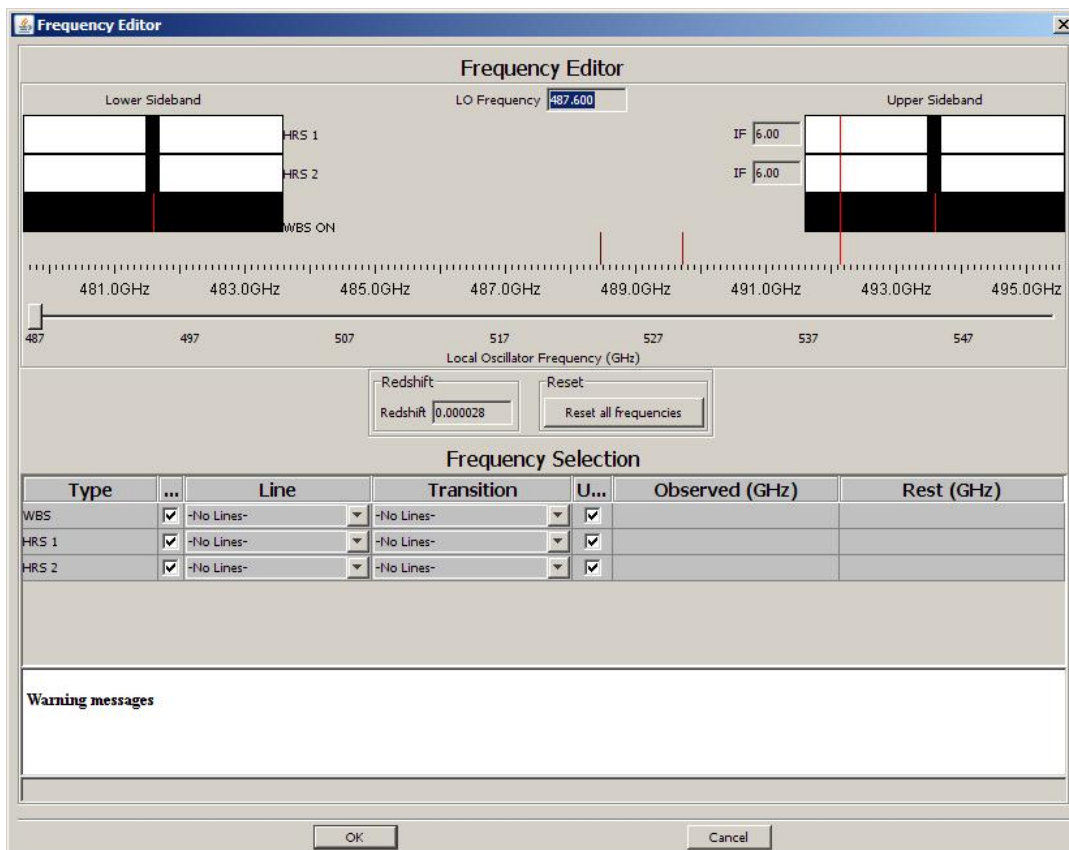 Frequency Editor
Frequency Editor
Lower Sideband
LO Frequency 487.600
Upper Sideband
HRS 1
IF 6.00
HRS 2
IF 6.00
WBS ON
481.0GHz 483.0GHz 485.0GHz 487.0GHz 489.0GHz 491.0GHz 493.0GHz 495.0GHz
487 497 507 517 527 537 547
Local Oscillator Frequency (GHz)
Redshift
Reset
Redshift 0.000028
Reset all frequencies
Frequency Selection
Type ... Line Transition U... Observed (GHz) Rest (GHz)
WBS -No Lines- -No Lines-
HRS 1 -No Lines- -No Lines-
HRS 2 -No Lines- -No Lines-
Warning messages
OK
Cancel